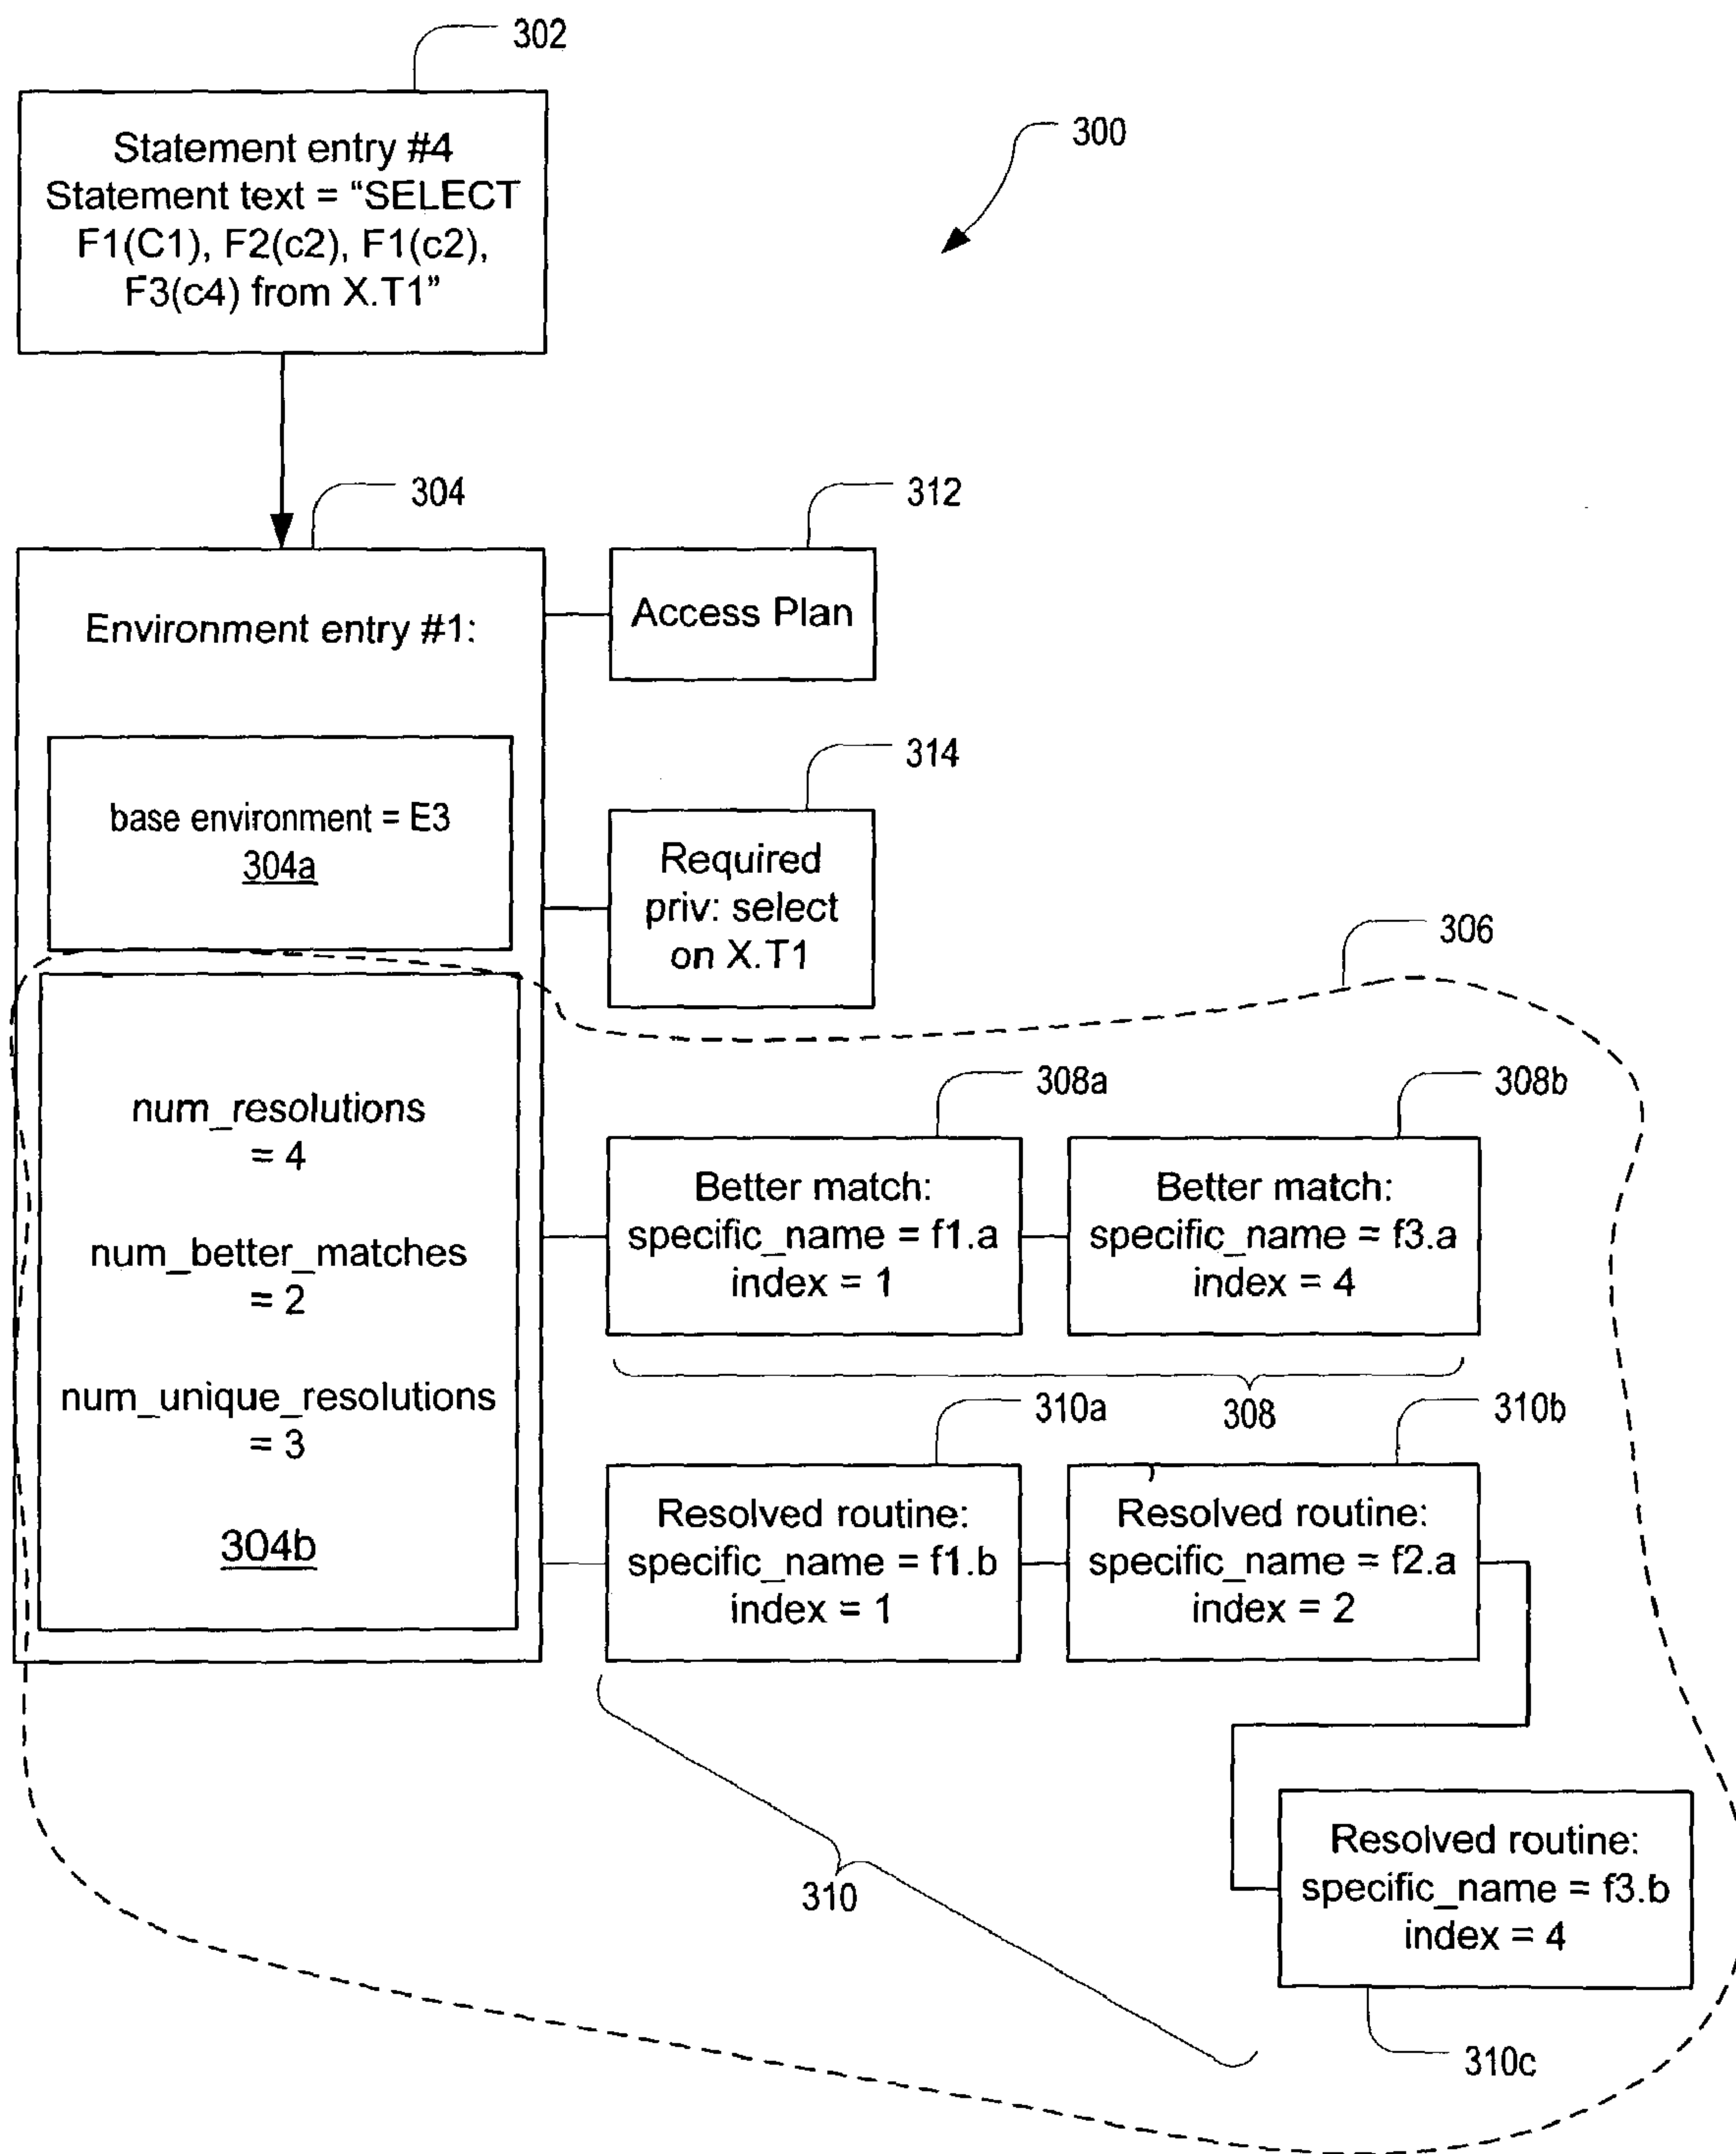 302
Statement entry #4
Statement text = “SELECT
F1(C1), F2(c2), F1(c2),
F3(c4) from X.T1”
300
304
Environment entry #1:
312
Access Plan
base environment = E3
304a
314
Required
priv: select
on X.T1
306
num_resolutions
= 4
num_better_matches
= 2
num_unique_resolutions
= 3
304b
308a
Better match:
specific_name = f1.a
index = 1
308b
Better match:
specific_name = f3.a
index = 4
308
310a
Resolved routine:
specific_name = f1.b
index = 1
310b
Resolved routine:
specific_name = f2.a
index = 2
310
Resolved routine:
specific_name = f3.b
index = 4
310c